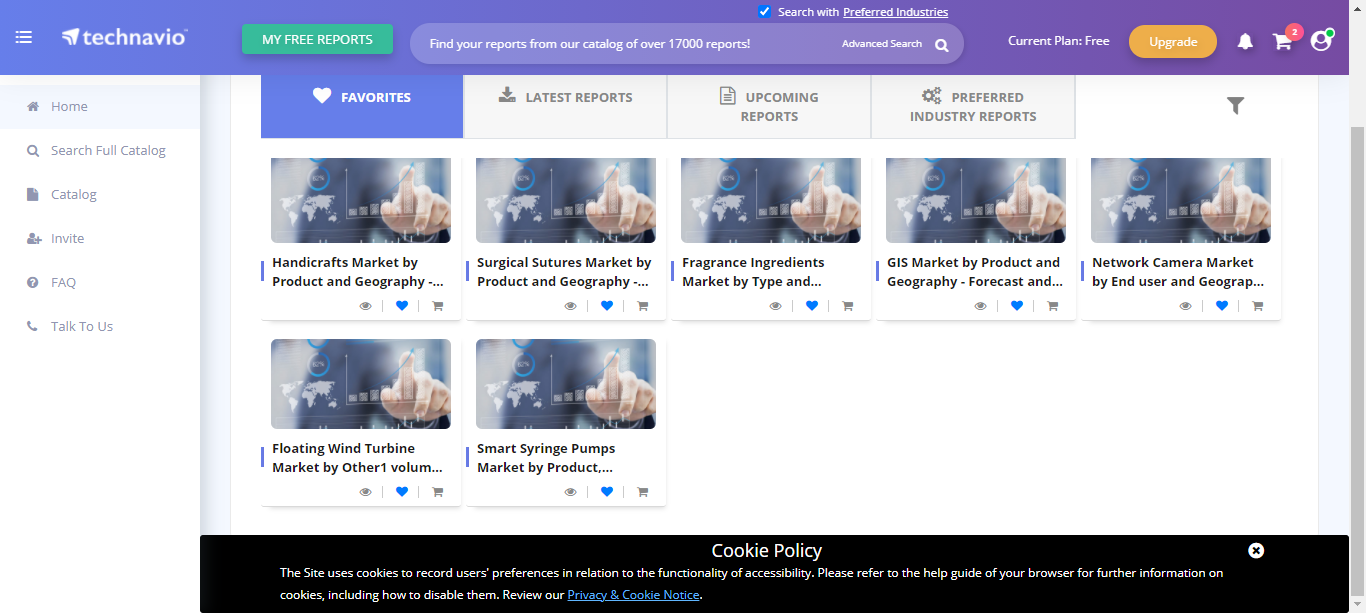 Search with Preferred Industries
technavio
MY FREE REPORTS
Find your reports from our catalog of over 17000 reports!
Advanced Search
Current Plan: Free
Upgrade
2
Home
Search Full Catalog
Catalog
Invite
FAQ
Talk To Us
FAVORITES
LATEST REPORTS
UPCOMING
REPORTS
PREFERRED
INDUSTRY REPORTS
Handicrafts Market by
Product and Geography -...
Surgical Sutures Market by
Product and Geography -...
Fragrance Ingredients
Market by Type and...
GIS Market by Product and
Geography - Forecast and...
Network Camera Market
by End user and Geograp...
Floating Wind Turbine
Market by Other1 volum...
Smart Syringe Pumps
Market by Product,...
Cookie Policy
The Site uses cookies to record users' preferences in relation to the functionality of accessibility. Please refer to the help guide of your browser for further information on
cookies, including how to disable them. Review our Privacy & Cookie Notice.